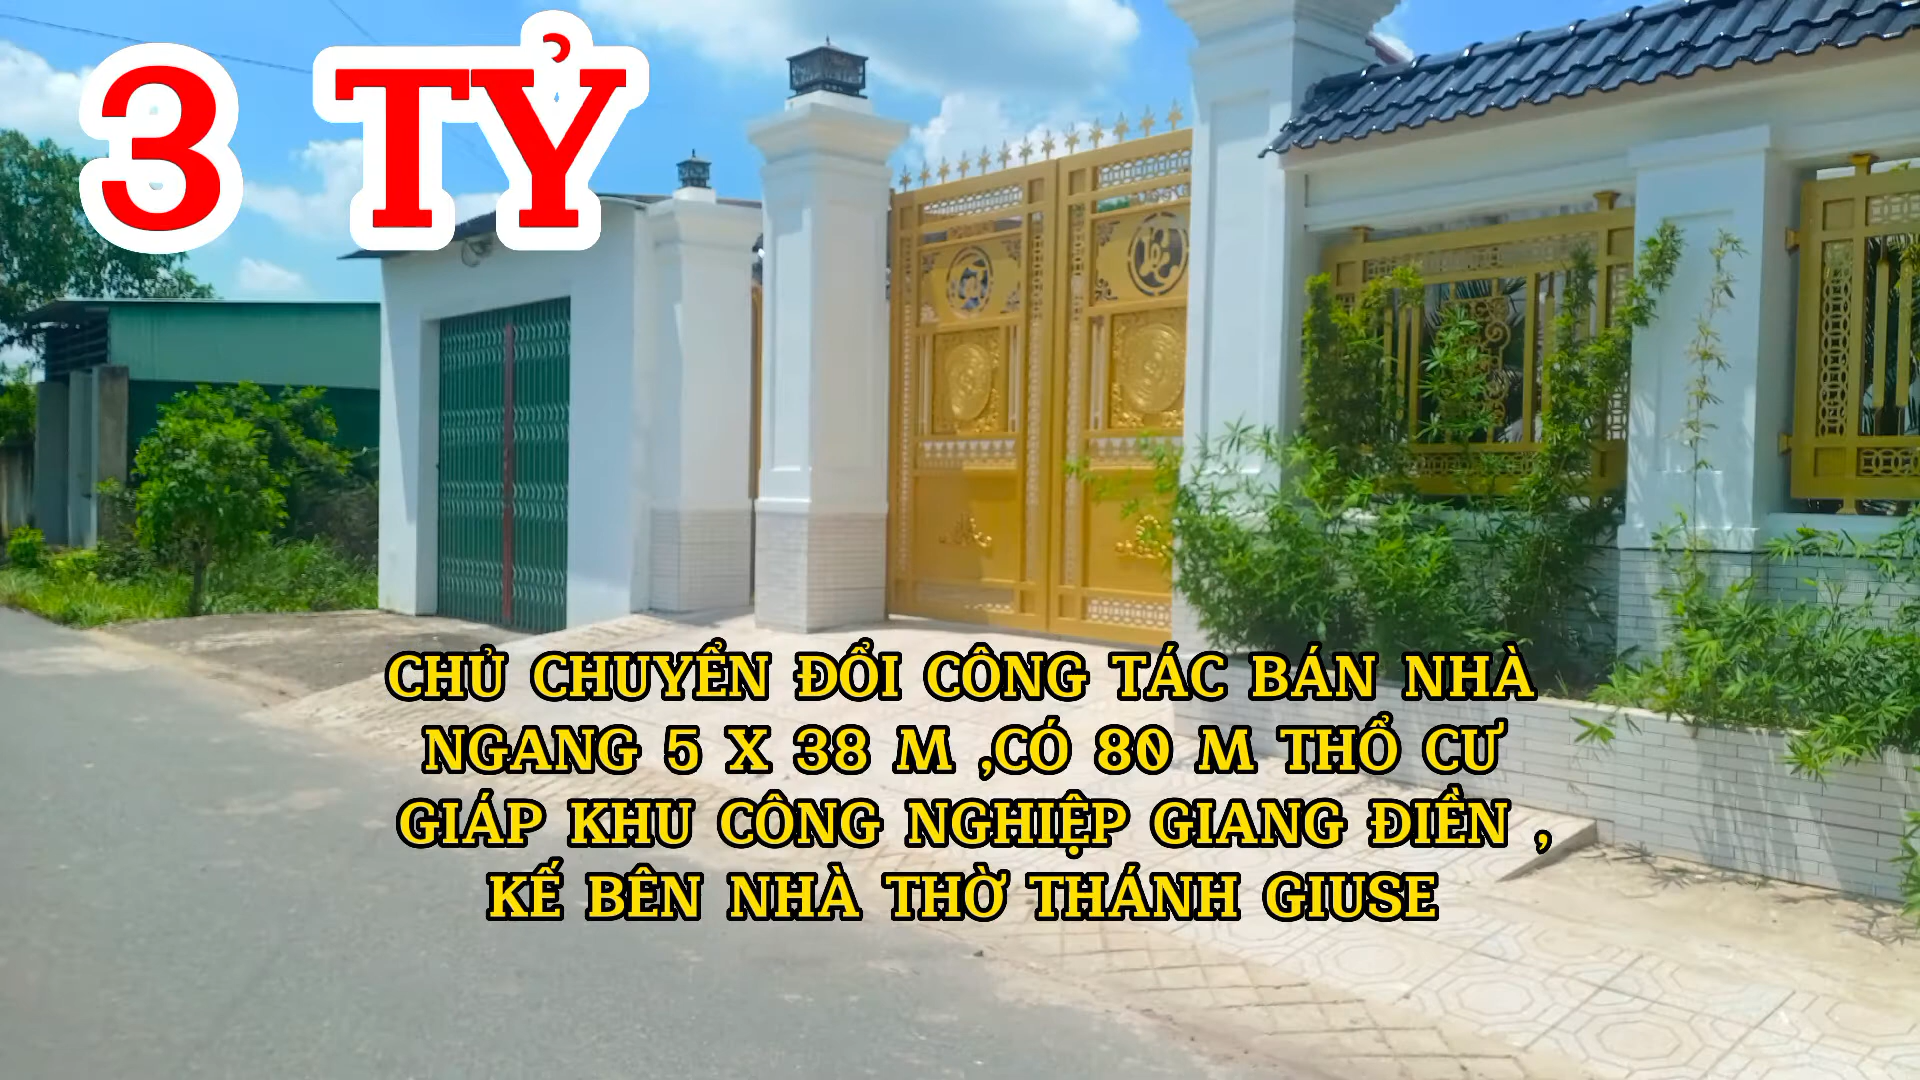 3 TỶ
CHỦ CHUYỂN ĐỔI CÔNG TÁC BÁN NHÀ
NGANG 5 X 38 M ,CÓ 80 M THỔ CƯ
GIÁP KHU CÔNG NGHIỆP GIANG ĐIỀN ,
KẾ BÊN NHÀ THỜ THÁNH GIUSE